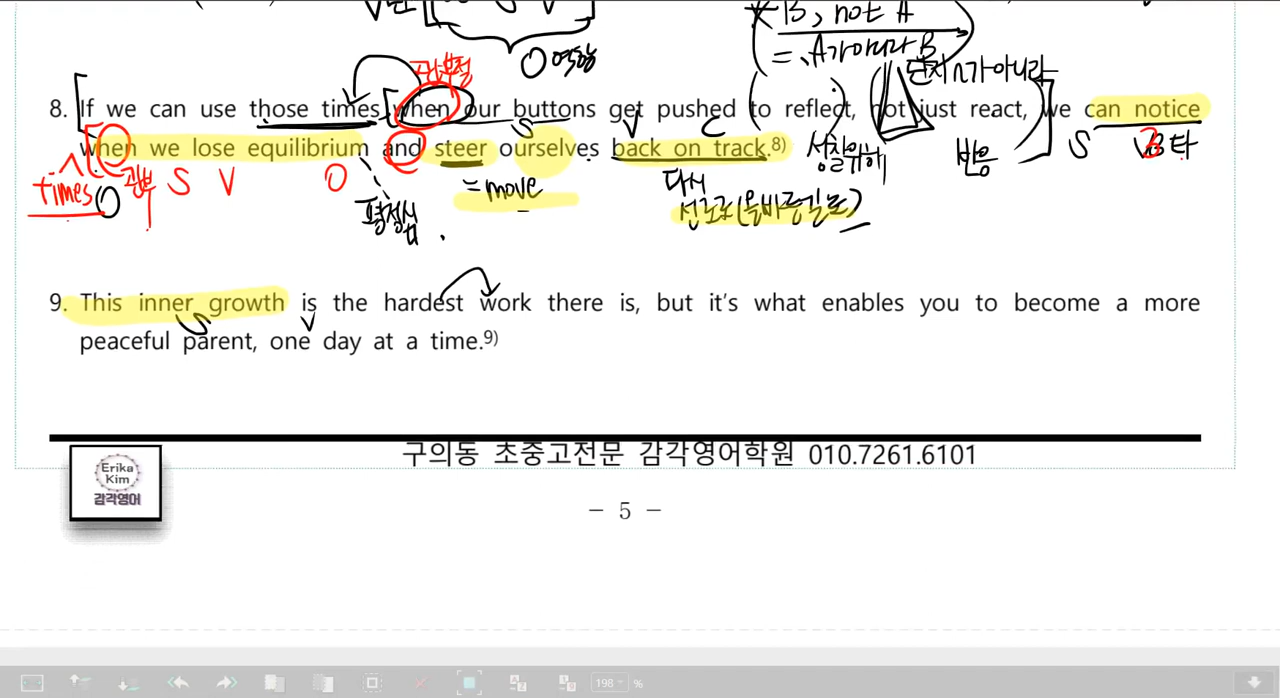 S V
B, not A
= A가아니라 B
O 역할
관부절
단지 A가 아니라
8. If we can use those times when our buttons get pushed to reflect, not just react, we can notice
S V C S V 타
when we lose equilibrium and steer ourselves back on track.8)
times 관부 S V O
O
= move
평정심
다시
선로로(올바른길로)
성찰위해
반응
9. This inner growth is the hardest work there is, but it's what enables you to become a more
S V
peaceful parent, one day at a time.9)
구의동 초중고전문 감각영어학원 010.7261.6101
Erika
Kim
감각영어
- 5 -
198 %